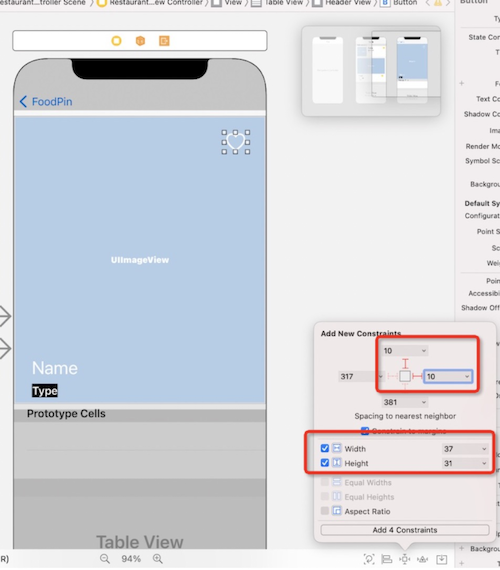 Restaurant...troller Scene
Restaurant...ew Controller
View
Table View
Header View
B Button
Button
FoodPin
UIImageView
Name
Type
Prototype Cells
Table View
94%
Add New Constraints
10
317
10
381
Spacing to nearest neighbor
Constrain to margins
Width 37
Height 31
Equal Widths
Equal Heights
Aspect Ratio
Add 4 Constraints
State Con
Text Co
Shadow Co
Render Mo
Symbol Sc
Backgrou
Default Sy
Configurat
Point S
Sc
Wei
Poin
Accessibi
Shadow Off